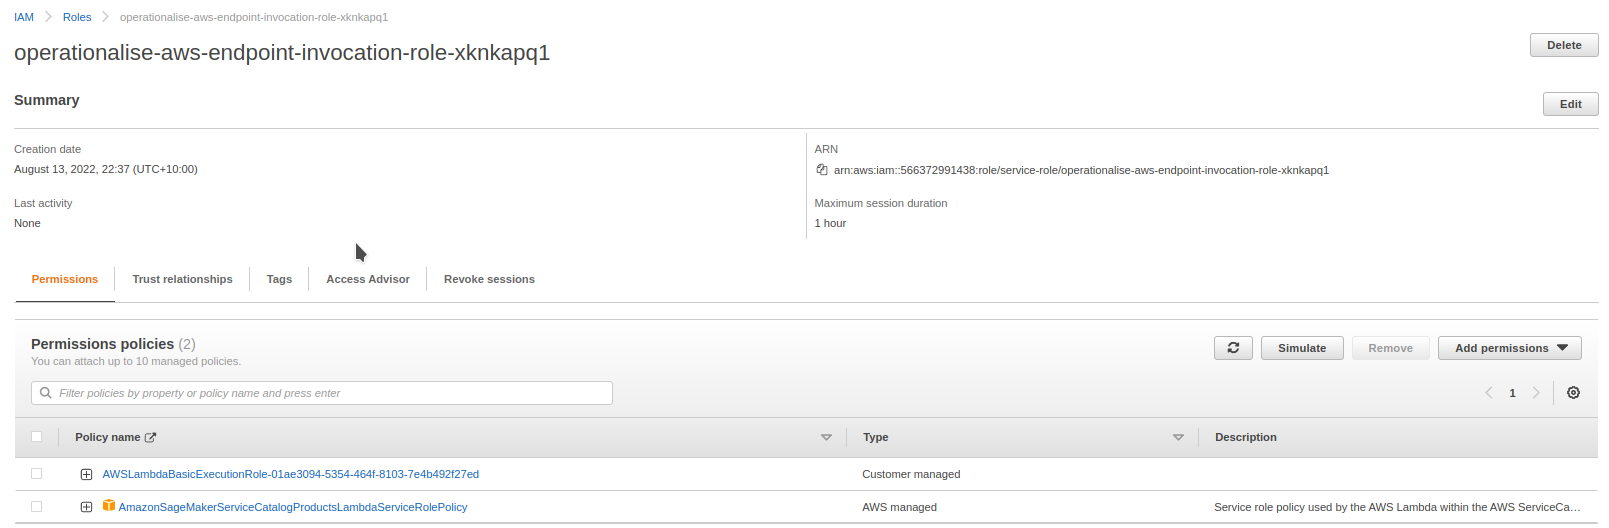 IAM > Roles > operationalise-aws-endpoint-invocation-role-xknkapq1
operationalise-aws-endpoint-invocation-role-xknkapq1
Delete
Summary
Edit
Creation date
August 13, 2022, 22:37 (UTC+10:00)
ARN
arn:aws:iam::566372991438:role/service-role/operationalise-aws-endpoint-invocation-role-xknkapq1
Last activity
None
Maximum session duration
1 hour
Permissions Trust relationships Tags Access Advisor Revoke sessions
Permissions policies (2)
You can attach up to 10 managed policies.
Simulate Remove Add permissions
Filter policies by property or policy name and press enter
1
Policy name Type Description
AWSLambdaBasicExecutionRole-01ae3094-5354-464f-8103-7e4b492f27ed Customer managed
AmazonSageMakerServiceCatalogProductsLambdaServiceRolePolicy AWS managed Service role policy used by the AWS Lambda within the AWS ServiceCa…